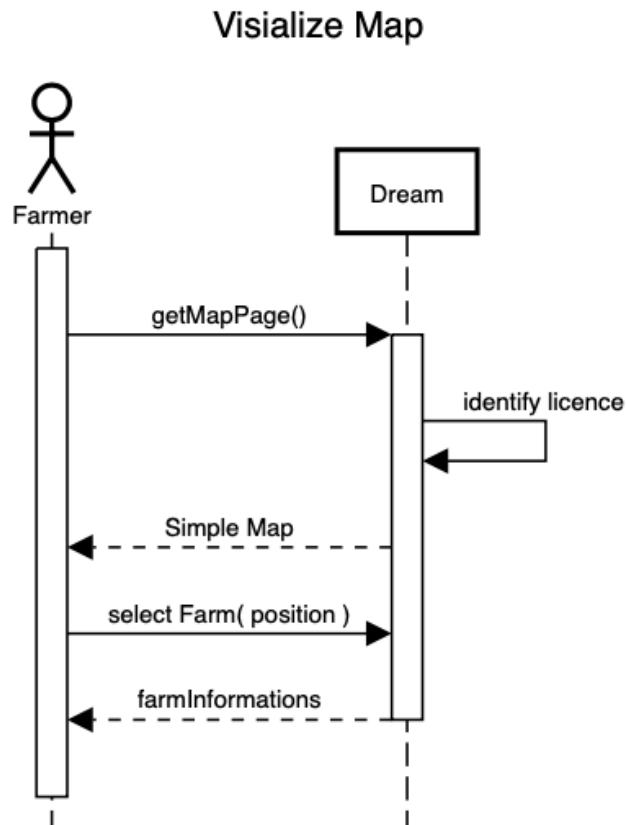 Visialize Map
Farmer
Dream
getMapPage()
identify licence
Simple Map
select Farm( position )
farmInformations